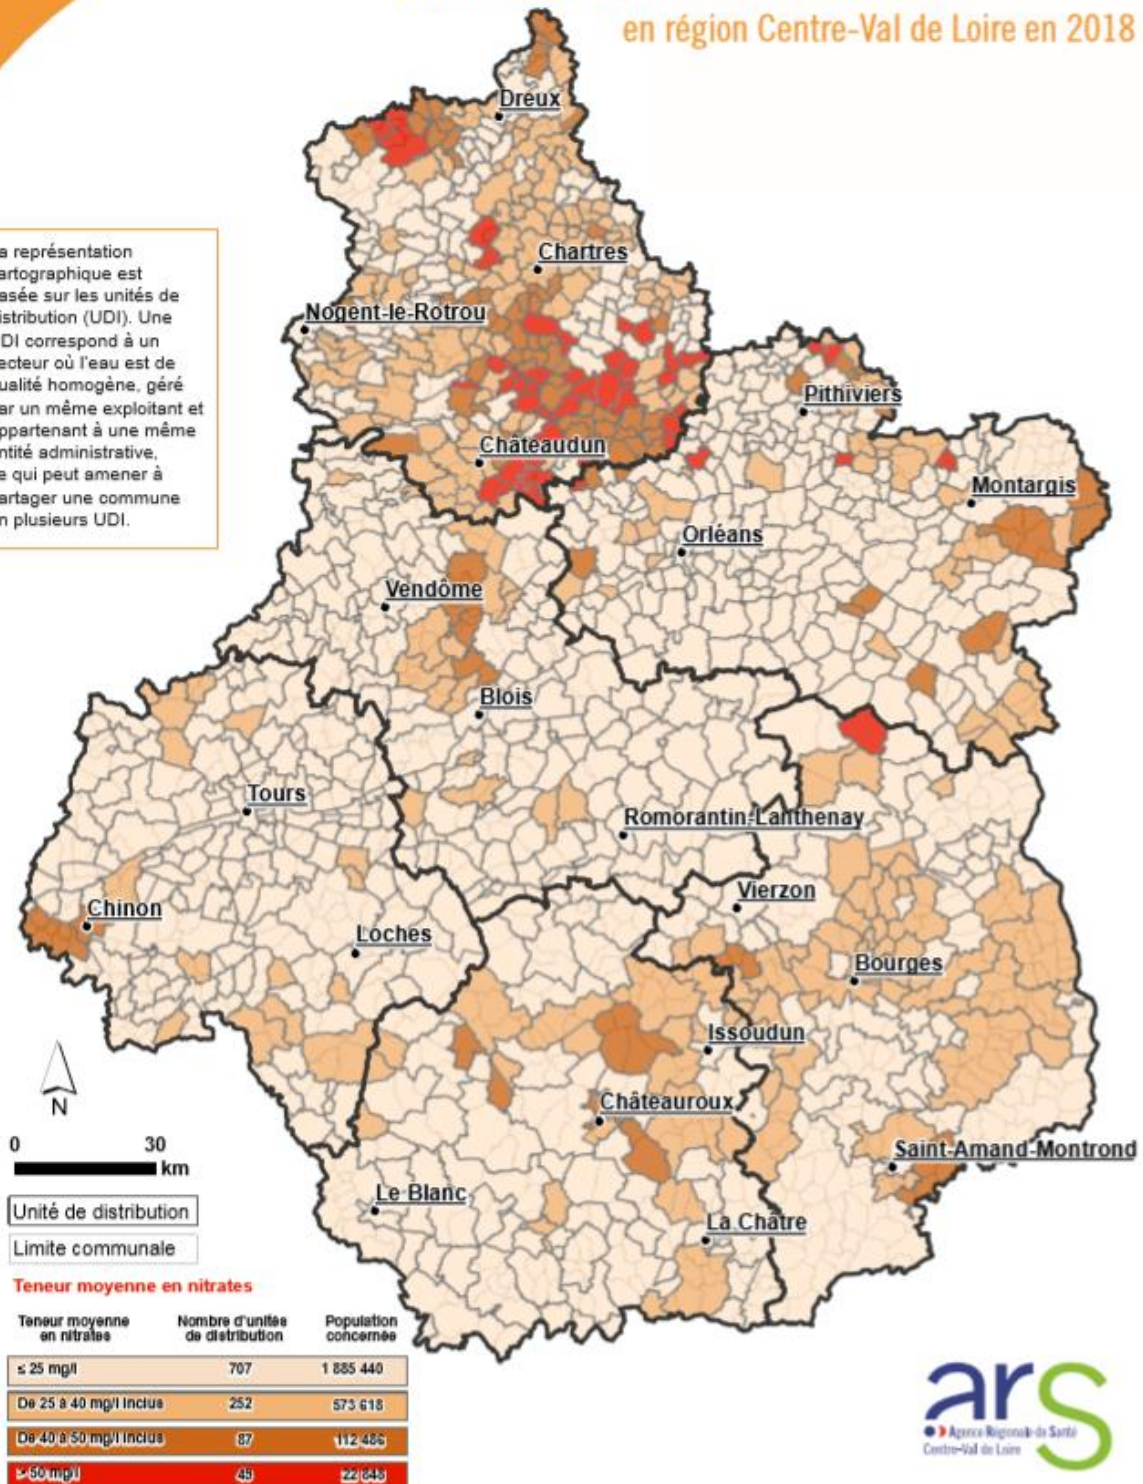 en région Centre-Val de Loire en 2018
a représentation
artographique est
asée sur les unités de
istribution (UDI). Une
DI correspond à un
ecteur où l'eau est de
ualité homogène, géré
ar un même exploitant et
ppartenant à une même
ntité administrative,
e qui peut amener à
artager une commune
n plusieurs UDI.
Dreux
Chartres
Nogent-le-Rotrou
Pithiviers
Châteaudun
Montargis
Orléans
Vendôme
Blois
Tours
Romorantin-Lanthenay
Vierzon
Chinon
Loches
Bourges
Issoudun
Châteauroux
Saint-Amand-Montrond
Le Blanc
La Châtre
N
0 30
km
Unité de distribution
Limite communale
Teneur moyenne en nitrates
Teneur moyenne Nombre d'unités Population
en nitrates de distribution concernée
≤ 25 mg/l 707 1 885 440
De 25 à 40 mg/l inclus 252 573 618
De 40 à 50 mg/l inclus 87 112 486
> 50 mg/l 22 848
ars
Agence Régionale de Santé
Centre-Val de Loire